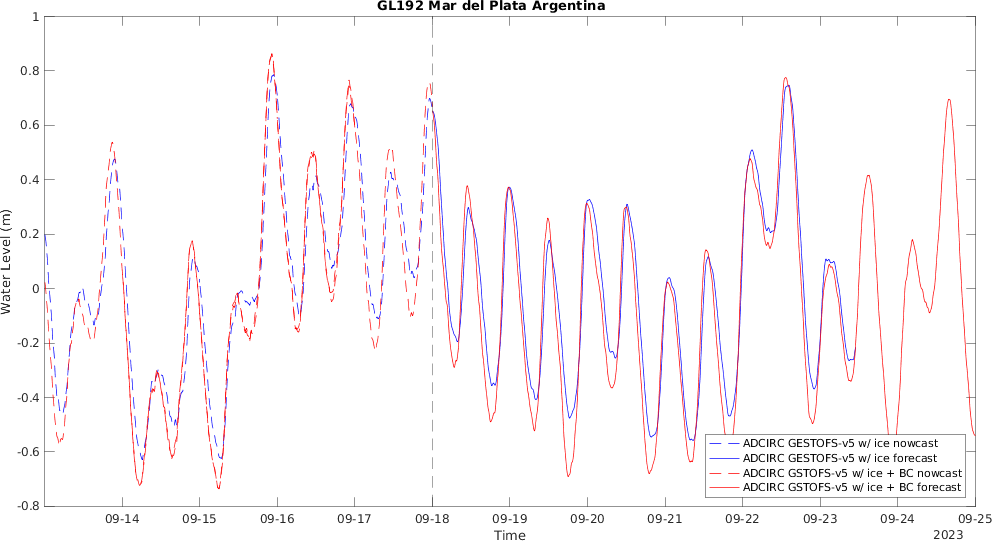 GL192 Mar del Plata Argentina
1
0.8
0.6
0.4
0.2
0
-0.2
-0.4
-0.6
-0.8
Water Level (m)
09-14 09-15 09-16 09-17 09-18 09-19 09-20 09-21 09-22 09-23 09-24 09-25
Time
2023
ADCIRC GESTOFS-v5 w/ ice nowcast
ADCIRC GESTOFS-v5 w/ ice forecast
ADCIRC GSTOFS-v5 w/ ice + BC nowcast
ADCIRC GSTOFS-v5 w/ ice + BC forecast